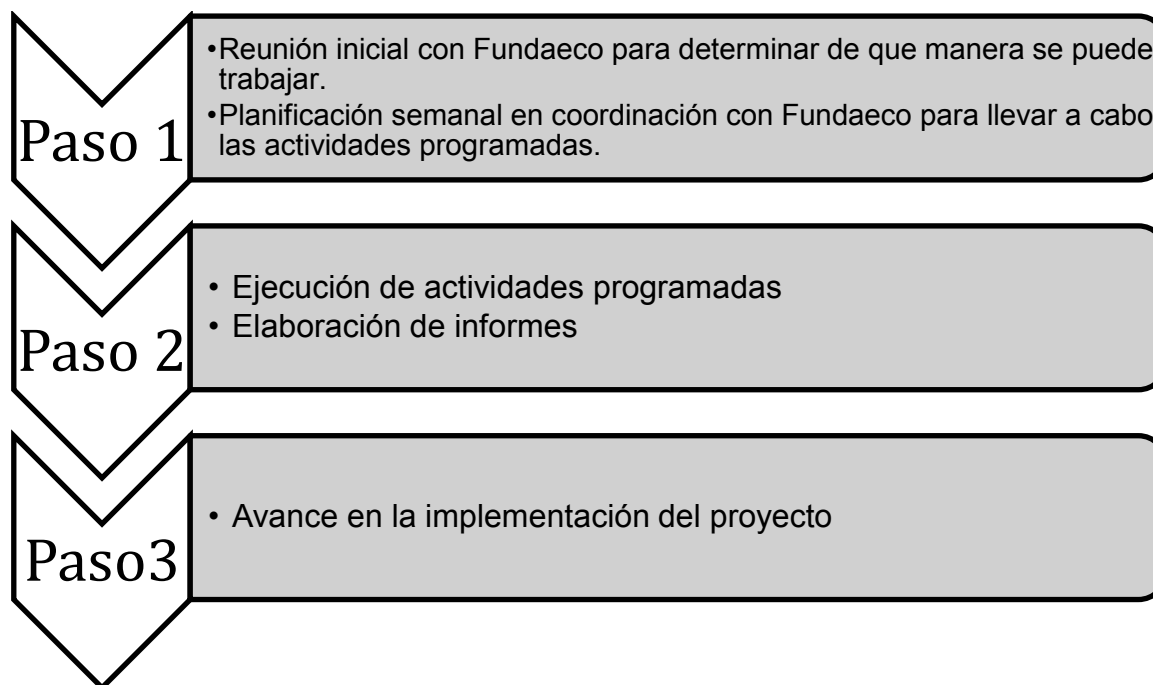 Paso 1
•Reunión inicial con Fundaeco para determinar de que manera se puede
trabajar.
•Planificación semanal en coordinación con Fundaeco para llevar a cabo
las actividades programadas.
Paso 2
• Ejecución de actividades programadas
• Elaboración de informes
Paso3
• Avance en la implementación del proyecto